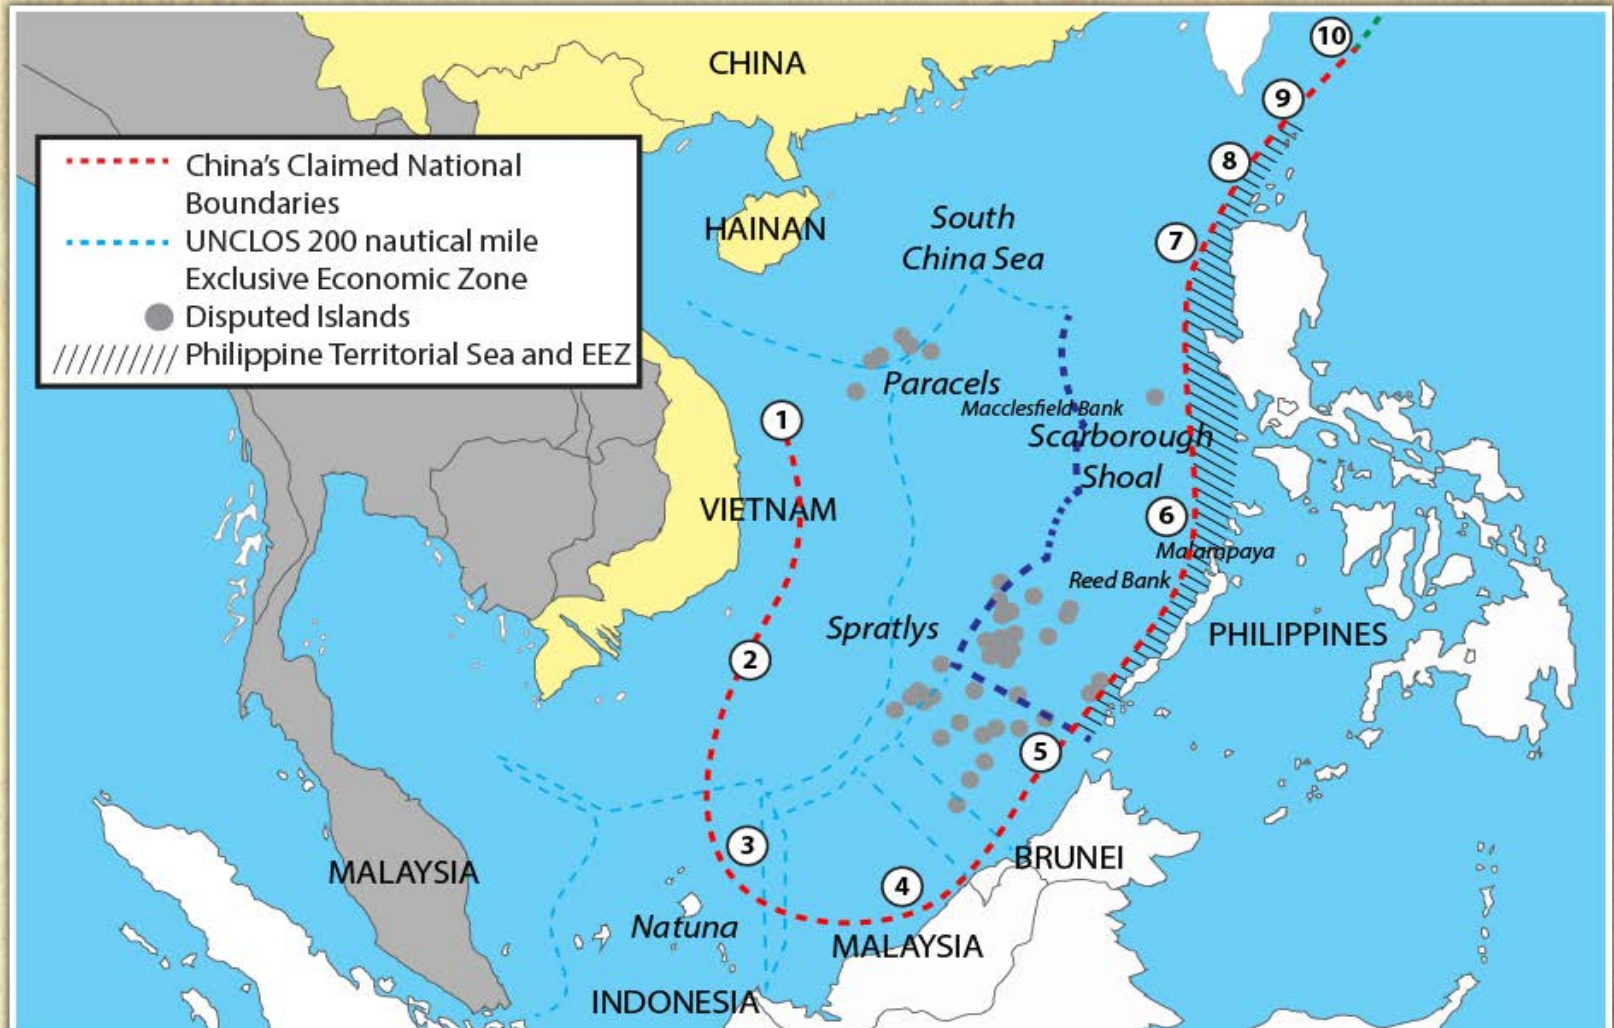 CHINA
10
9
China's Claimed National
Boundaries
UNCLOS 200 nautical mile
Exclusive Economic Zone
Disputed Islands
Philippine Territorial Sea and EEZ
8
HAINAN
South
China Sea
7
Paracels
Macclesfield Bank
1
Scarborough
Shoal
VIETNAM
6
Malampaya
Reed Bank
Spratlys
PHILIPPINES
2
5
3
BRUNEI
MALAYSIA
4
Natuna
MALAYSIA
INDONESIA